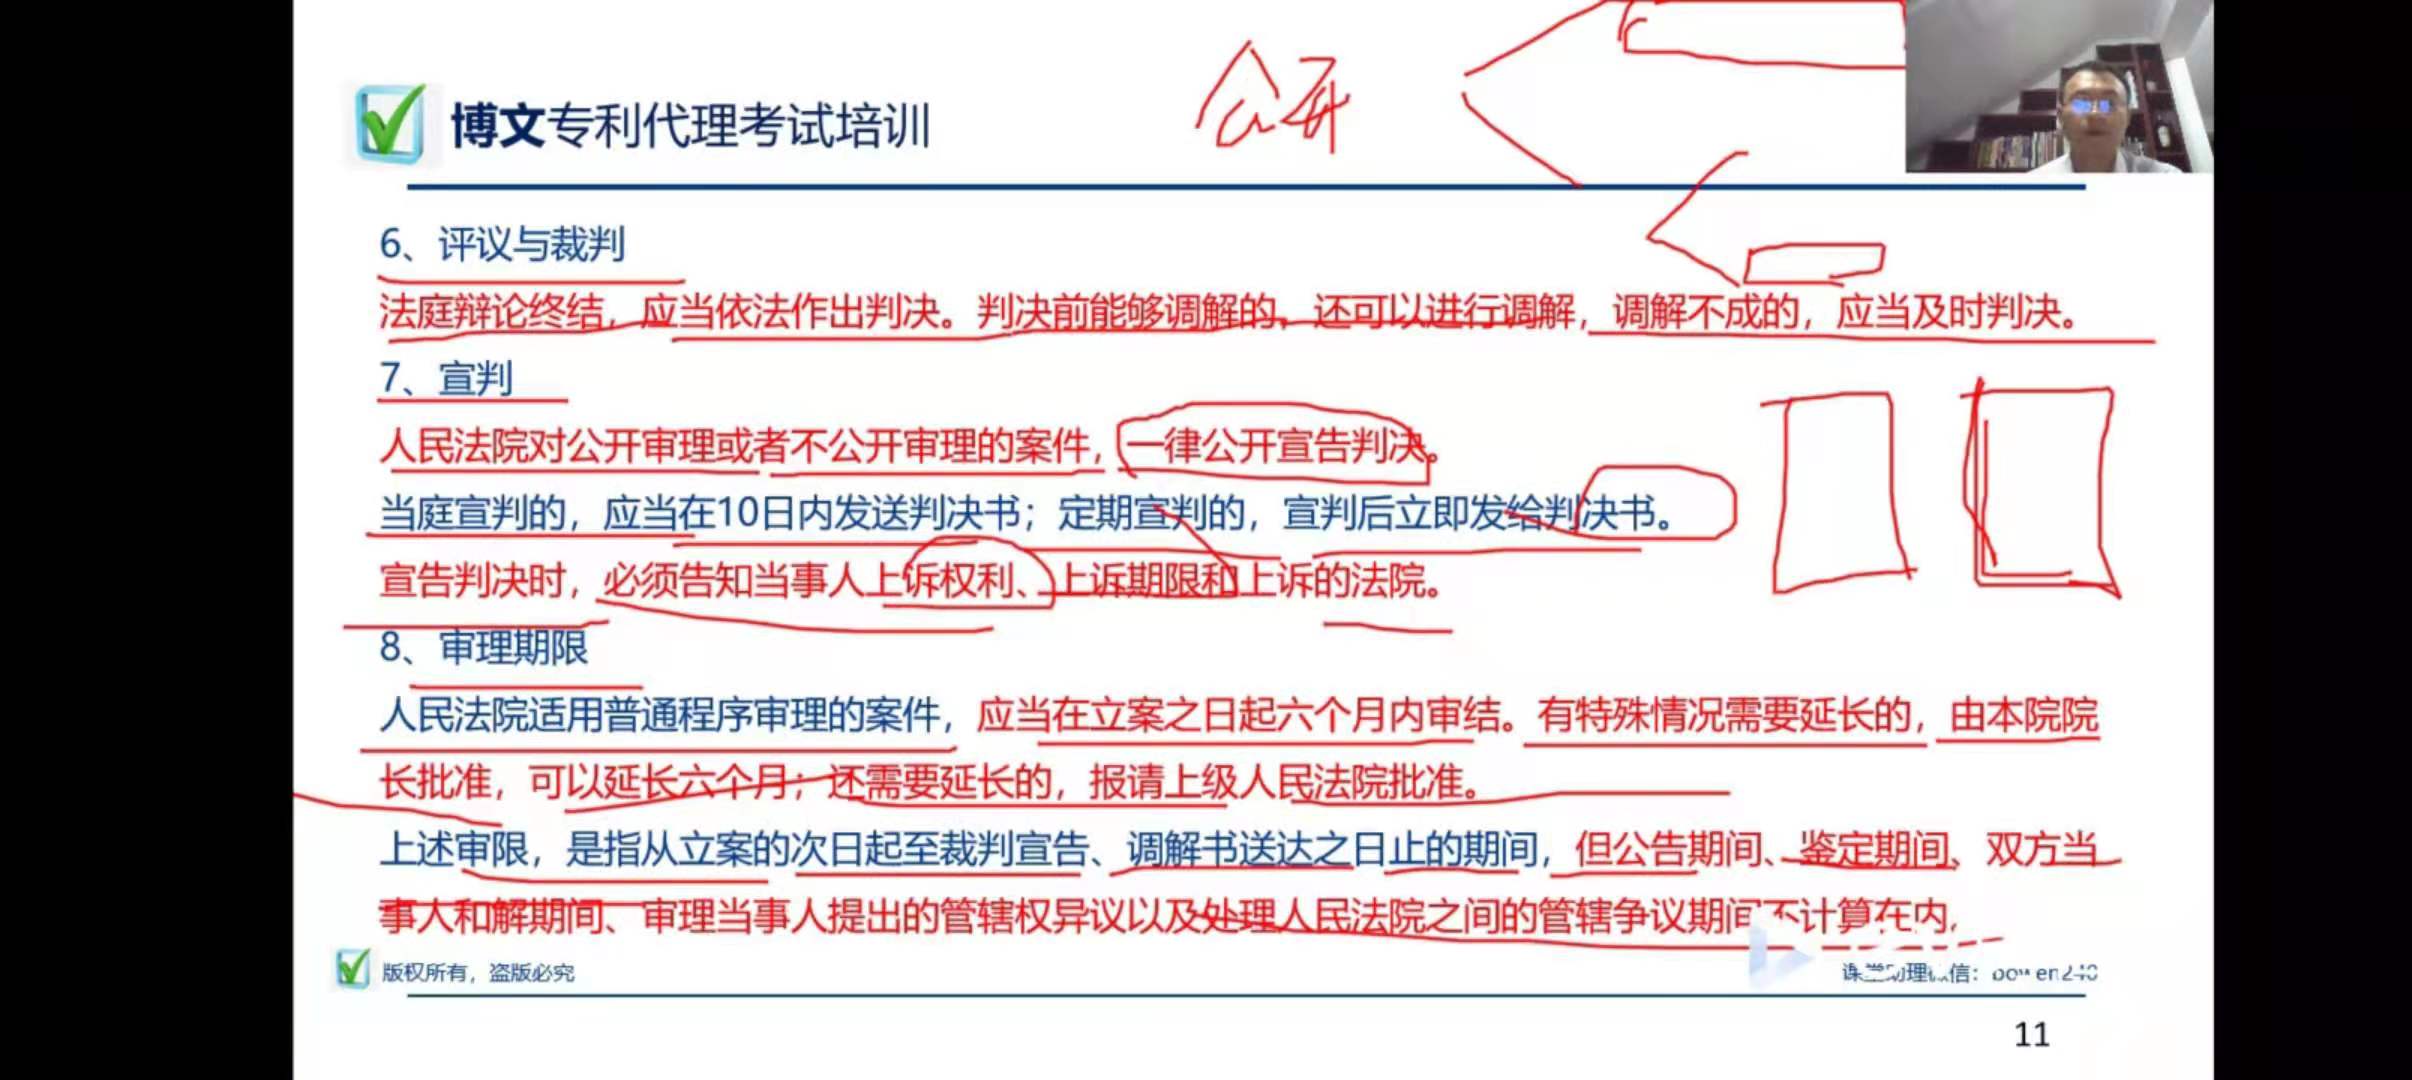 公开
博文专利代理考试培训
6、评议与裁判
法庭辩论终结，应当依法作出判决。判决前能够调解的，还可以进行调解，调解不成的，应当及时判决。
7、宣判
人民法院对公开审理或者不公开审理的案件，一律公开宣告判决。
当庭宣判的，应当在10日内发送判决书；定期宣判的，宣判后立即发给判决书。
宣告判决时，必须告知当事人上诉权利、上诉期限和上诉的法院。
8、审理期限
人民法院适用普通程序审理的案件，应当在立案之日起六个月内审结。有特殊情况需要延长的，由本院院
长批准，可以延长六个月；还需要延长的，报请上级人民法院批准。
上述审限，是指从立案的次日起至裁判宣告、调解书送达之日止的期间，但公告期间、鉴定期间、双方当
事人和解期间、审理当事人提出的管辖权异议以及处理人民法院之间的管辖争议期间不计算在内。
版权所有，盗版必究
课堂助理微信：
11